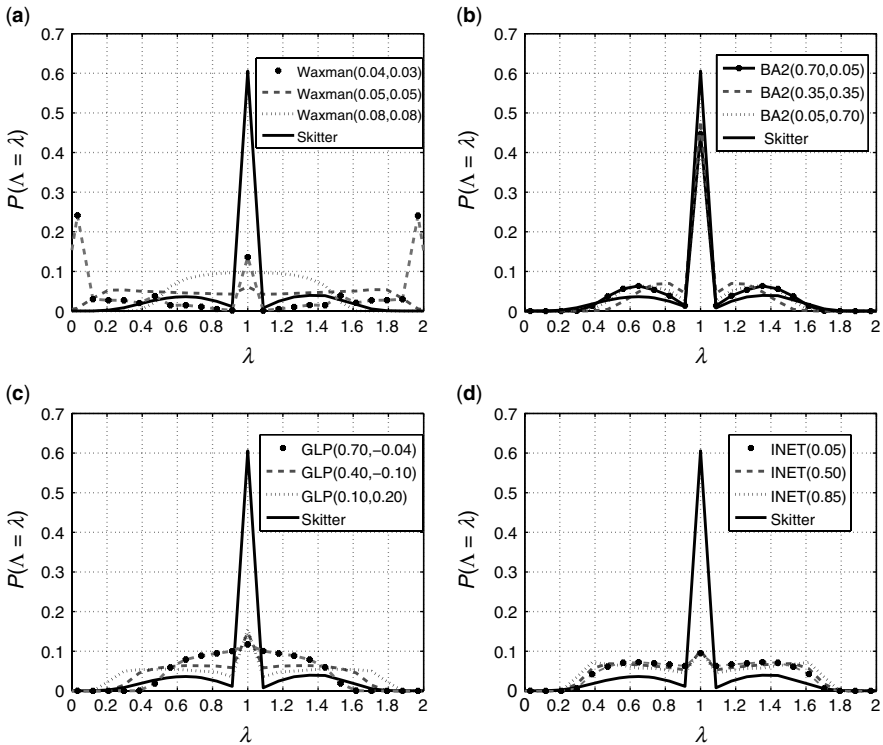 (a)
0.7
0.6
0.5
0.4
0.3
0.2
0.1
0
P(Λ = λ)
Waxman(0.04,0.03)
Waxman(0.05,0.05)
Waxman(0.08,0.08)
Skitter
0 0.2 0.4 0.6 0.8 1 1.2 1.4 1.6 1.8 2
λ
(b)
0.7
0.6
0.5
0.4
0.3
0.2
0.1
0
P(Λ = λ)
BA2(0.70,0.05)
BA2(0.35,0.35)
BA2(0.05,0.70)
Skitter
0 0.2 0.4 0.6 0.8 1 1.2 1.4 1.6 1.8 2
λ
(c)
0.7
0.6
0.5
0.4
0.3
0.2
0.1
0
P(Λ = λ)
GLP(0.70,−0.04)
GLP(0.40,−0.10)
GLP(0.10,0.20)
Skitter
0 0.2 0.4 0.6 0.8 1 1.2 1.4 1.6 1.8 2
λ
(d)
0.7
0.6
0.5
0.4
0.3
0.2
0.1
0
P(Λ = λ)
INET(0.05)
INET(0.50)
INET(0.85)
Skitter
0 0.2 0.4 0.6 0.8 1 1.2 1.4 1.6 1.8 2
λ